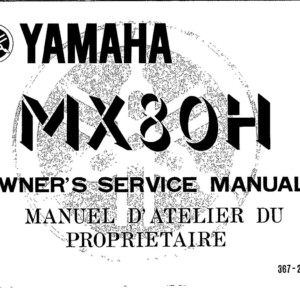 YAMAHA
MX80H
WNER'S SERVICE MANUAL
MANUEL D'ATELIER DU
PROPRIETAIRE
367-2